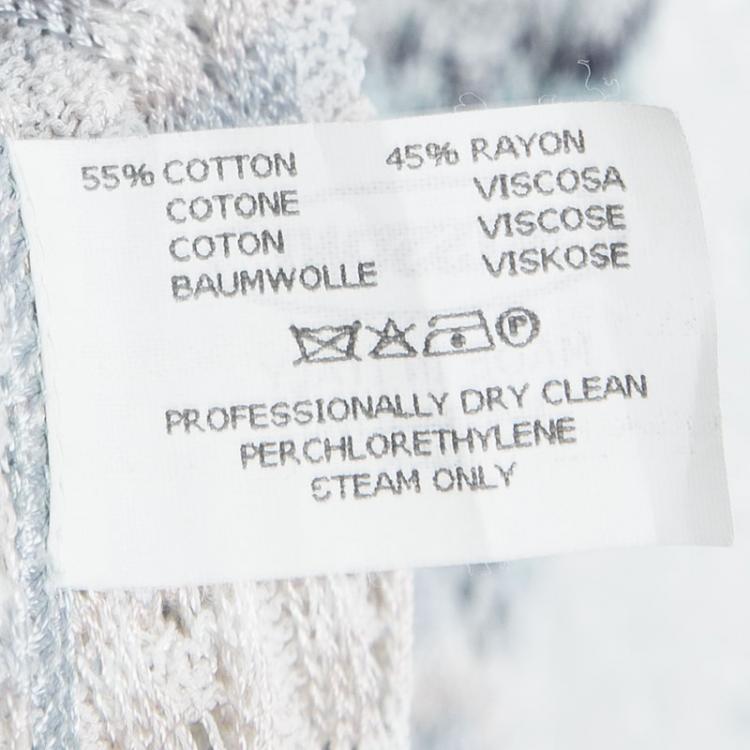 55% COTTON 45% RAYON
COTONE VISCOSA
COTON VISCOSE
BAUMWOLLE VISKOSE
P
PROFESSIONALLY DRY CLEAN
PERCHLORETHYLENE
STEAM ONLY